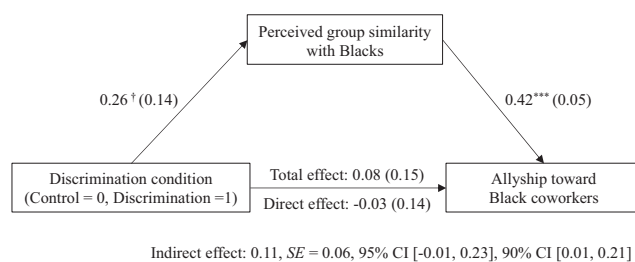 Perceived group similarity
with Blacks
0.26 † (0.14)
0.42*** (0.05)
Discrimination condition
(Control = 0, Discrimination =1)
Total effect: 0.08 (0.15)
Direct effect: -0.03 (0.14)
Allyship toward
Black coworkers
Indirect effect: 0.11, SE = 0.06, 95% CI [-0.01, 0.23], 90% CI [0.01, 0.21]